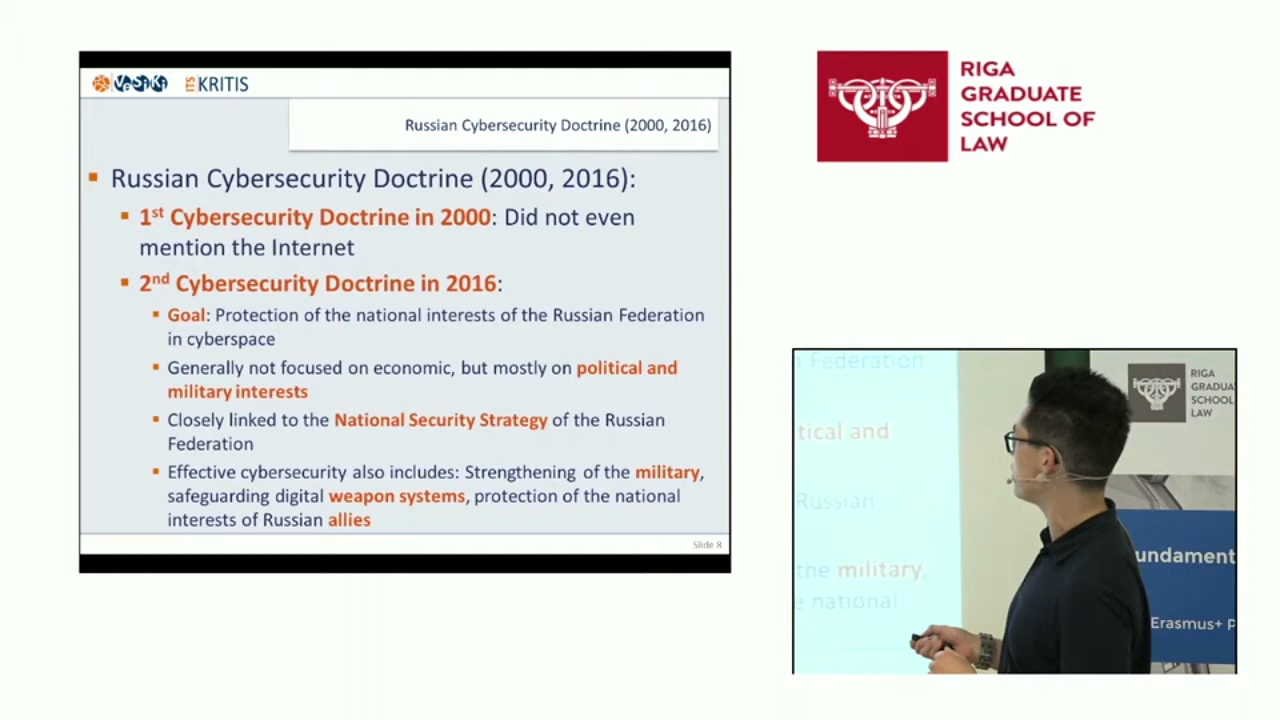 VeSiKi ITS KRITIS
Russian Cybersecurity Doctrine (2000, 2016)
Russian Cybersecurity Doctrine (2000, 2016):
1st Cybersecurity Doctrine in 2000: Did not even
mention the Internet
2nd Cybersecurity Doctrine in 2016:
Goal: Protection of the national interests of the Russian Federation
in cyberspace
Generally not focused on economic, but mostly on political and
military interests
Closely linked to the National Security Strategy of the Russian
Federation
Effective cybersecurity also includes: Strengthening of the military,
safeguarding digital weapon systems, protection of the national
interests of Russian allies
Slide 8
RIGA
GRADUATE
SCHOOL OF
LAW
n Federation
tical and
Russian
the military,
e national
RIGA
GRADUA
SCHOOL
LAW
undament
Erasmus+ P